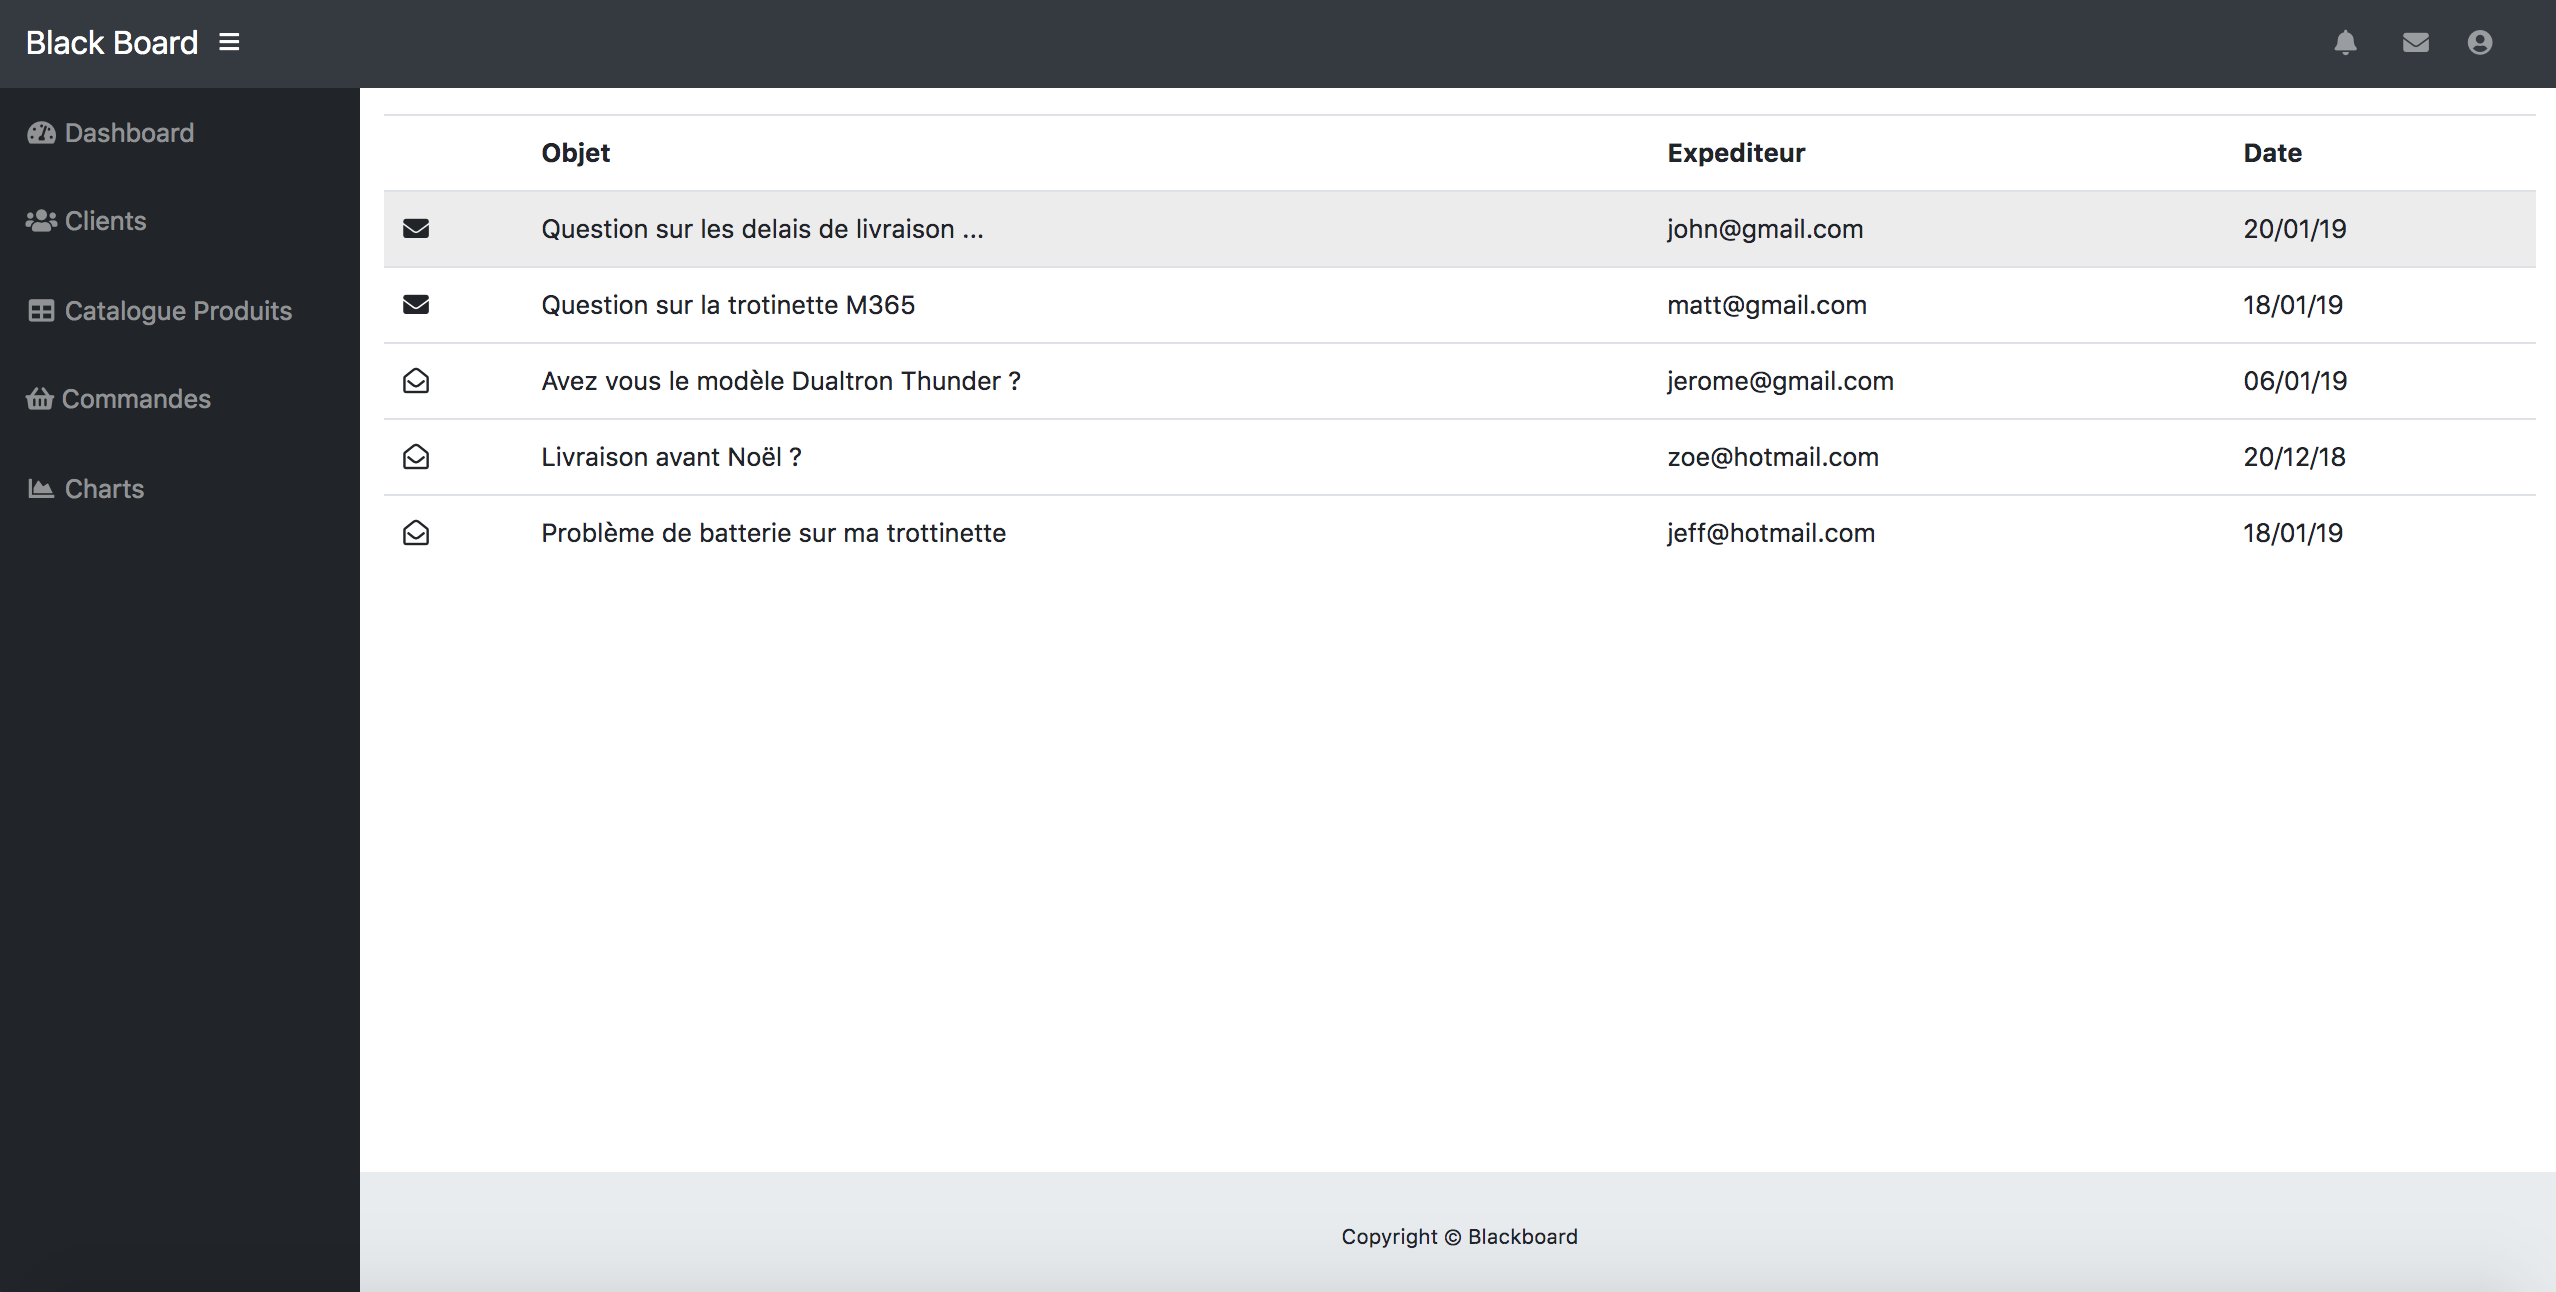 Black Board
Dashboard
Clients
Catalogue Produits
Commandes
Charts
Objet Expediteur Date
Question sur les delais de livraison ... john@gmail.com 20/01/19
Question sur la trotinette M365 matt@gmail.com 18/01/19
Avez vous le modèle Dualtron Thunder ? jerome@gmail.com 06/01/19
Livraison avant Noël ? zoe@hotmail.com 20/12/18
Problème de batterie sur ma trottinette jeff@hotmail.com 18/01/19
Copyright © Blackboard